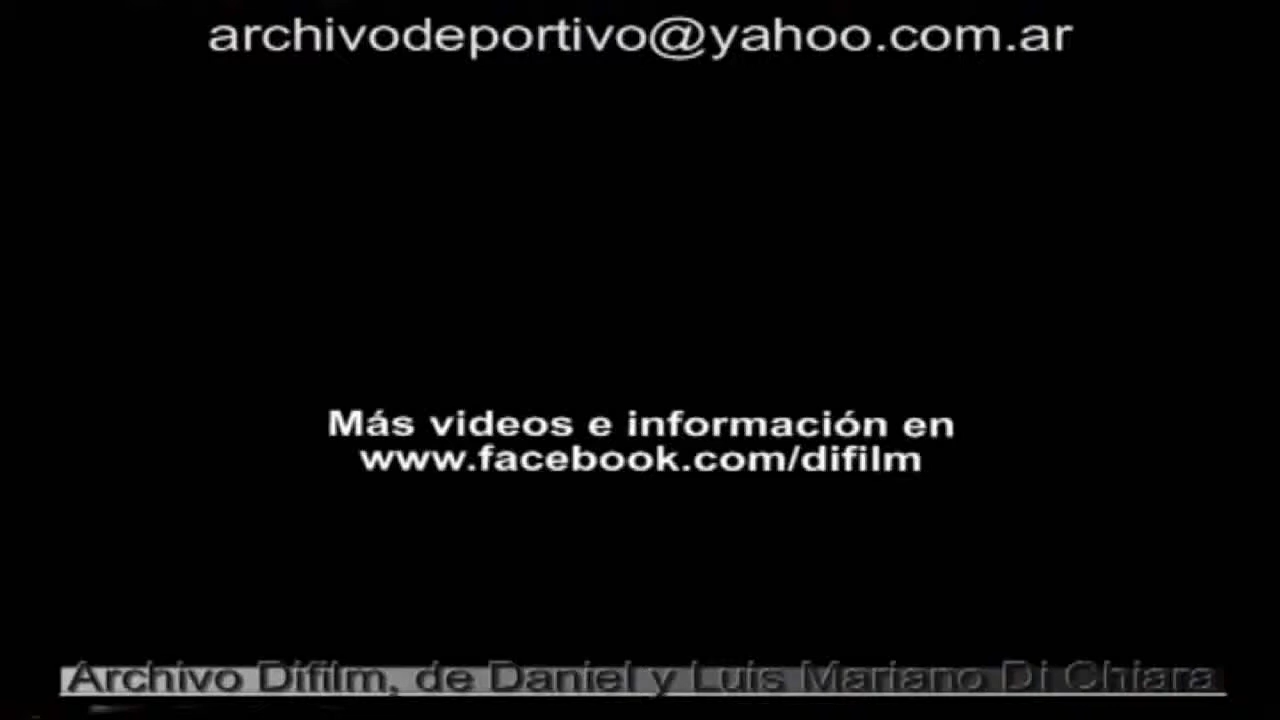 archivodeportivo@yahoo.com.ar
Más videos e información en
www.facebook.com/difilm
Archivo Difilm, de Daniel y Luis Mariano Di Chiara